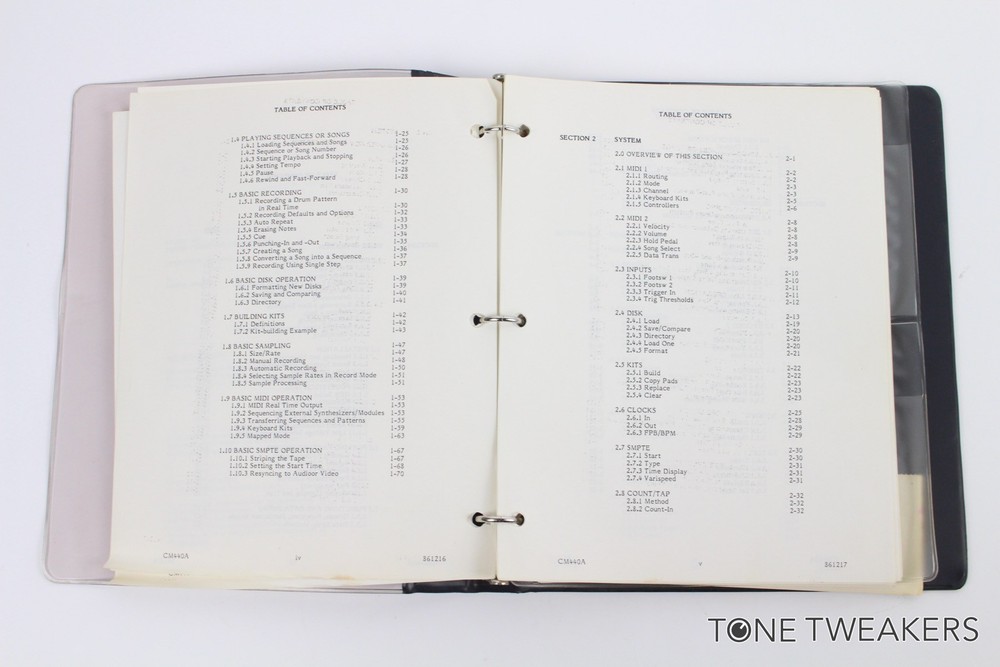 TABLE OF CONTENTS
1.4 PLAYING SEQUENCES OR SONGS 1-25
1.4.1 Loading Sequences and Songs 1-25
1.4.2 Sequence or Song Number 1-26
1.4.3 Starting Playback and Stopping 1-26
1.4.4 Setting Tempo 1-27
1.4.5 Pause 1-28
1.4.6 Rewind and Fast-Forward 1-28
1.5 BASIC RECORDING 1-30
1.5.1 Recording a Drum Pattern
in Real Time 1-30
1.5.2 Recording Defaults and Options 1-32
1.5.3 Auto Repeat 1-33
1.5.4 Erasing Notes 1-33
1.5.5 Cue 1-34
1.5.6 Punching-In and -Out 1-35
1.5.7 Creating a Song 1-36
1.5.8 Converting a Song into a Sequence 1-37
1.5.9 Recording Using Single Step 1-37
1.6 BASIC DISK OPERATION 1-39
1.6.1 Formatting New Disks 1-39
1.6.2 Saving and Comparing 1-40
1.6.3 Directory 1-41
1.7 BUILDING KITS 1-42
1.7.1 Definitions 1-42
1.7.2 Kit-building Example 1-43
1.8 BASIC SAMPLING 1-47
1.8.1 Size/Rate 1-47
1.8.2 Manual Recording 1-48
1.8.3 Automatic Recording 1-50
1.8.4 Selecting Sample Rates in Record Mode 1-51
1.8.5 Sample Processing 1-51
1.9 BASIC MIDI OPERATION 1-53
1.9.1 MIDI Real Time Output 1-53
1.9.2 Sequencing External Synthesizers/Modules 1-53
1.9.3 Transferring Sequences and Patterns 1-55
1.9.4 Keyboard Kits 1-59
1.9.5 Mapped Mode 1-63
1.10 BASIC SMPTE OPERATION 1-67
1.10.1 Striping the Tape 1-67
1.10.2 Setting the Start Time 1-68
1.10.3 Resyncing to Audioor Video 1-70
CM440A iv 861216
TABLE OF CONTENTS
SECTION 2 SYSTEM
2.0 OVERVIEW OF THIS SECTION 2-1
2.1 MIDI 1 2-2
2.1.1 Routing 2-2
2.1.2 Mode 2-3
2.1.3 Channel 2-3
2.1.4 Keyboard Kits 2-5
2.1.5 Controllers 2-6
2.2 MIDI 2 2-8
2.2.1 Velocity 2-8
2.2.2 Volume 2-8
2.2.3 Hold Pedal 2-8
2.2.4 Song Select 2-9
2.2.5 Data Trans 2-9
2.3 INPUTS 2-10
2.3.1 Footsw 1 2-10
2.3.2 Footsw 2 2-11
2.3.3 Trigger In 2-11
2.3.4 Trig Thresholds 2-12
2.4 DISK 2-13
2.4.1 Load 2-19
2.4.2 Save/Compare 2-20
2.4.3 Directory 2-20
2.4.4 Load One 2-20
2.4.5 Format 2-21
2.5 KITS 2-22
2.5.1 Build 2-22
2.5.2 Copy Pads 2-23
2.5.3 Replace 2-23
2.5.4 Clear 2-23
2.6 CLOCKS 2-25
2.6.1 In 2-28
2.6.2 Out 2-29
2.6.3 FPB/BPM 2-29
2.7 SMPTE 2-30
2.7.1 Start 2-30
2.7.2 Type 2-31
2.7.3 Time Display 2-31
2.7.4 Varispeed 2-31
2.8 COUNT/TAP 2-32
2.8.1 Method 2-32
2.8.2 Count-In 2-32
CM440A v 861217
TONE TWEAKERS